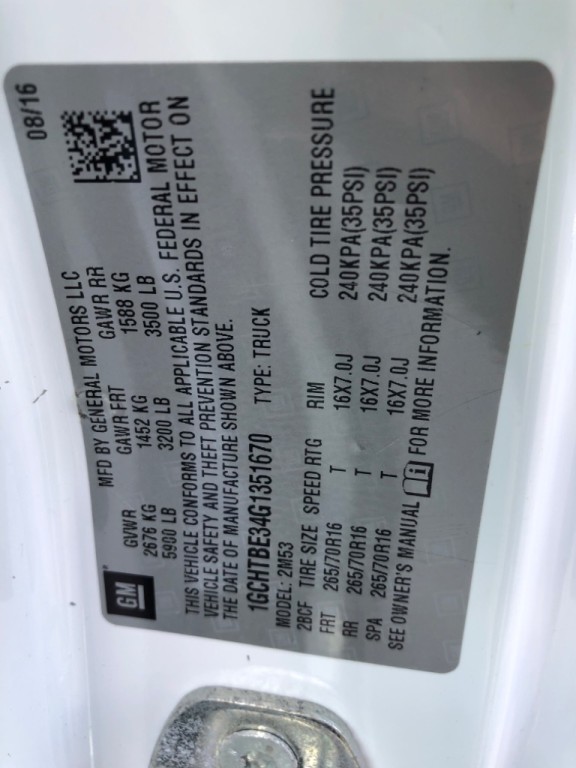 MFD BY GENERAL MOTORS LLC 08/16
GVWR GAWR FRT GAWR RR
2676 KG 1452 KG 1588 KG
5900 LB 3200 LB 3500 LB
GM
THIS VEHICLE CONFORMS TO ALL APPLICABLE U.S. FEDERAL MOTOR
VEHICLE SAFETY AND THEFT PREVENTION STANDARDS IN EFFECT ON
THE DATE OF MANUFACTURE SHOWN ABOVE.
1GCHTBE34G1351670 TYPE: TRUCK
MODEL: 2M53
2BCF TIRE SIZE SPEED RTG RIM COLD TIRE PRESSURE
FRT 265/70R16 T 16X7.0J 240KPA(35PSI)
RR 265/70R16 T 16X7.0J 240KPA(35PSI)
SPA 265/70R16 T 16X7.0J 240KPA(35PSI)
SEE OWNER'S MANUAL FOR MORE INFORMATION.